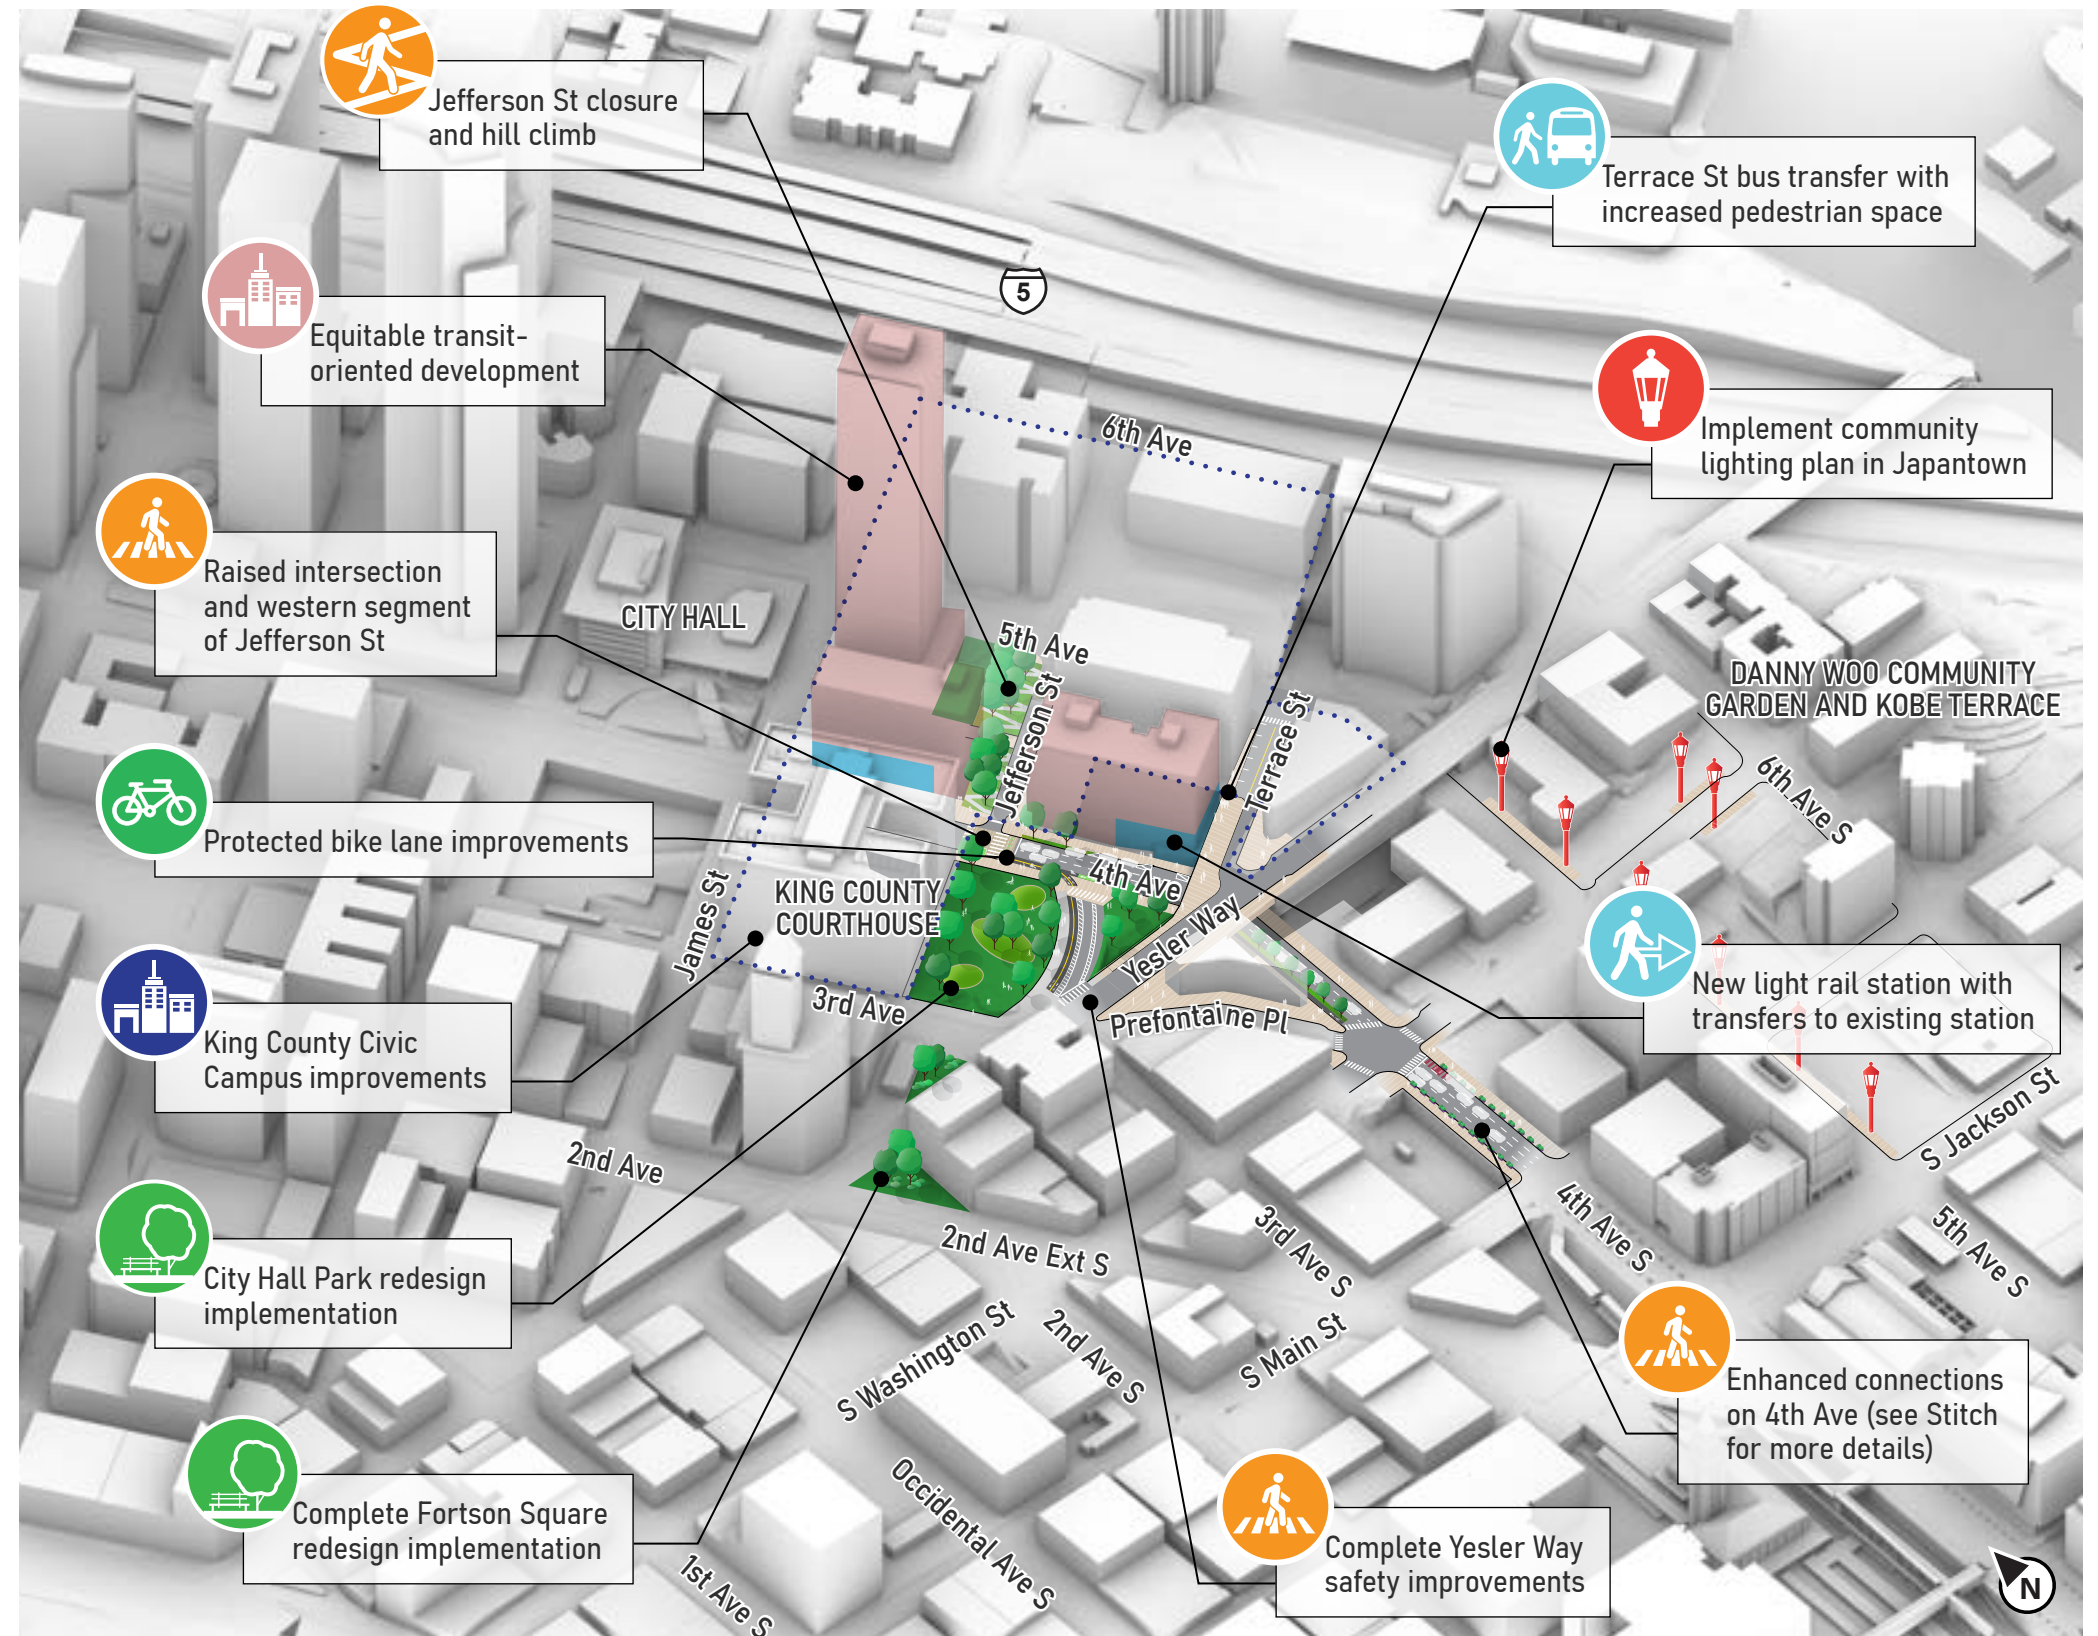 Jefferson St closure
and hill climb
Terrace St bus transfer with
increased pedestrian space
5
Equitable transit-
oriented development
Implement community
lighting plan in Japantown
6th Ave
Raised intersection
and western segment
of Jefferson St
CITY HALL
5th Ave
DANNY WOO COMMUNITY
GARDEN AND KOBE TERRACE
Jefferson St
Terrace St
6th Ave S
Protected bike lane improvements
4th Ave
KING COUNTY
COURTHOUSE
James St
Yesler Way
3rd Ave
Prefontaine Pl
New light rail station with
transfers to existing station
King County Civic
Campus improvements
S Jackson St
2nd Ave
City Hall Park redesign
implementation
2nd Ave Ext S
3rd Ave S
4th Ave S
5th Ave S
S Washington St
2nd Ave S
S Main St
Enhanced connections
on 4th Ave (see Stitch
for more details)
Complete Fortson Square
redesign implementation
Occidental Ave S
1st Ave S
Complete Yesler Way
safety improvements
N